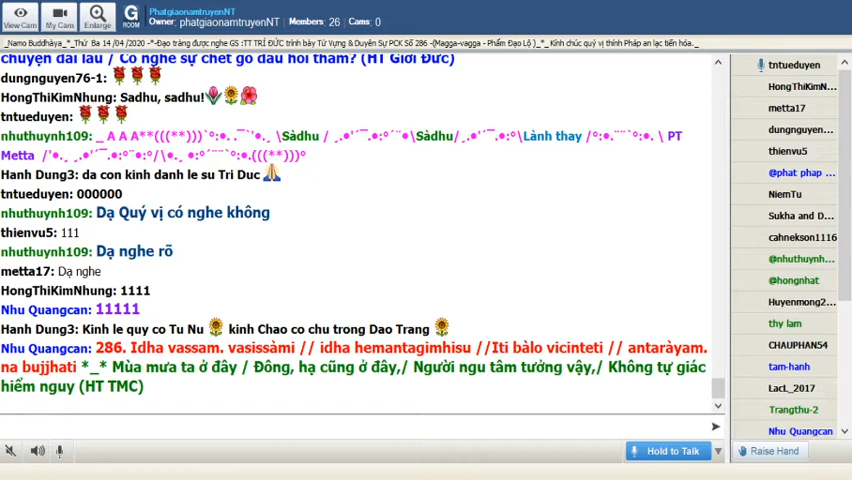 View Cam
My Cam
Enlarge
G
ROOM
PhatgiaonamtruyenNT
Owner: phatgiaonamtruyenNT | Members: 26 | Cams: 0
_Namo Buddhàya_*_Thứ Ba 14 /04 /2020 -*-Đạo tràng được nghe GS :TT TRÍ ĐỨC trình bày Từ Vựng & Duyên Sự PCK Số 286 -(Magga-vagga - Phẩm Đạo Lộ )_*_ Kính chúc quý vị thính Pháp an lạc tiến hóa._
chuyện dài lâu / Có nghe sự chết gõ đầu hỏi thăm? (HT Giới Đức)
dungnguyen76-1:
HongThiKimNhung: Sadhu, sadhu!
tntueduyen:
nhuthuynh109: _ A A A**(((**)))`°•. .¯`'•._ \Sàdhu / ,.•'´¯.•:°´¨`•\Sàdhu/,.•'´¯.•:°\Lành thay /°:•.¨¨`°:•. \ PT
Metta /'•., ,.•'´¯.•:°¨•:°/\•., •:°´¨¨`°:•.(((**)))°
Hanh Dung3: da con kinh danh le su Tri Duc
tntueduyen: 000000
nhuthuynh109: Dạ Quý vị có nghe không
thienvu5: 111
nhuthuynh109: Dạ nghe rõ
metta17: Dạ nghe
HongThiKimNhung: 1111
Nhu Quangcan: 11111
Hanh Dung3: Kinh le quy co Tu Nu kinh Chao co chu trong Dao Trang
Nhu Quangcan: 286. Idha vassam. vasissàmi // idha hemantagimhisu //Iti bàlo vicinteti // antaràyam.
na bujjhati *_* Mùa mưa ta ở đây / Đông, hạ cũng ở đây,/ Người ngu tâm tưởng vậy,/ Không tự giác
hiểm nguy (HT TMC)
Hold to Talk
Raise Hand
tntueduyen
HongThiKimN...
metta17
dungnguyen...
thienvu5
@phat phap ...
NiemTu
Sukha and D...
cahnekson1116
@nhuthuynh...
@hongnhat
Huyenmong2...
thy lam
CHAUPHAN54
tam-hanh
LacL_2017
Trangthu-2
Nhu Quangcan